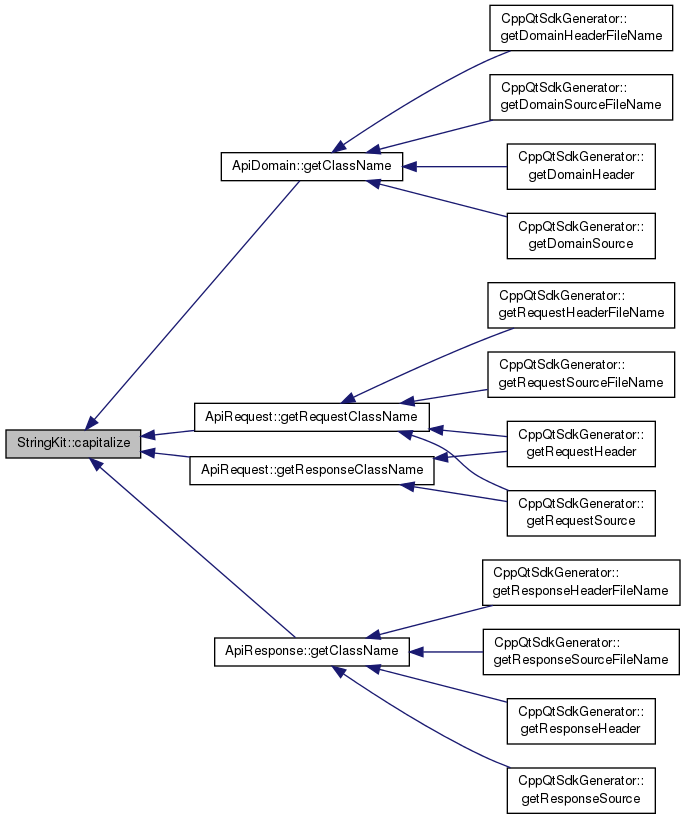 CppQtSdkGenerator::
getDomainHeaderFileName
CppQtSdkGenerator::
getDomainSourceFileName
ApiDomain::getClassName
CppQtSdkGenerator::
getDomainHeader
CppQtSdkGenerator::
getDomainSource
CppQtSdkGenerator::
getRequestHeaderFileName
CppQtSdkGenerator::
getRequestSourceFileName
ApiRequest::getRequestClassName
StringKit::capitalize
CppQtSdkGenerator::
getRequestHeader
ApiRequest::getResponseClassName
CppQtSdkGenerator::
getRequestSource
CppQtSdkGenerator::
getResponseHeaderFileName
ApiResponse::getClassName
CppQtSdkGenerator::
getResponseSourceFileName
CppQtSdkGenerator::
getResponseHeader
CppQtSdkGenerator::
getResponseSource